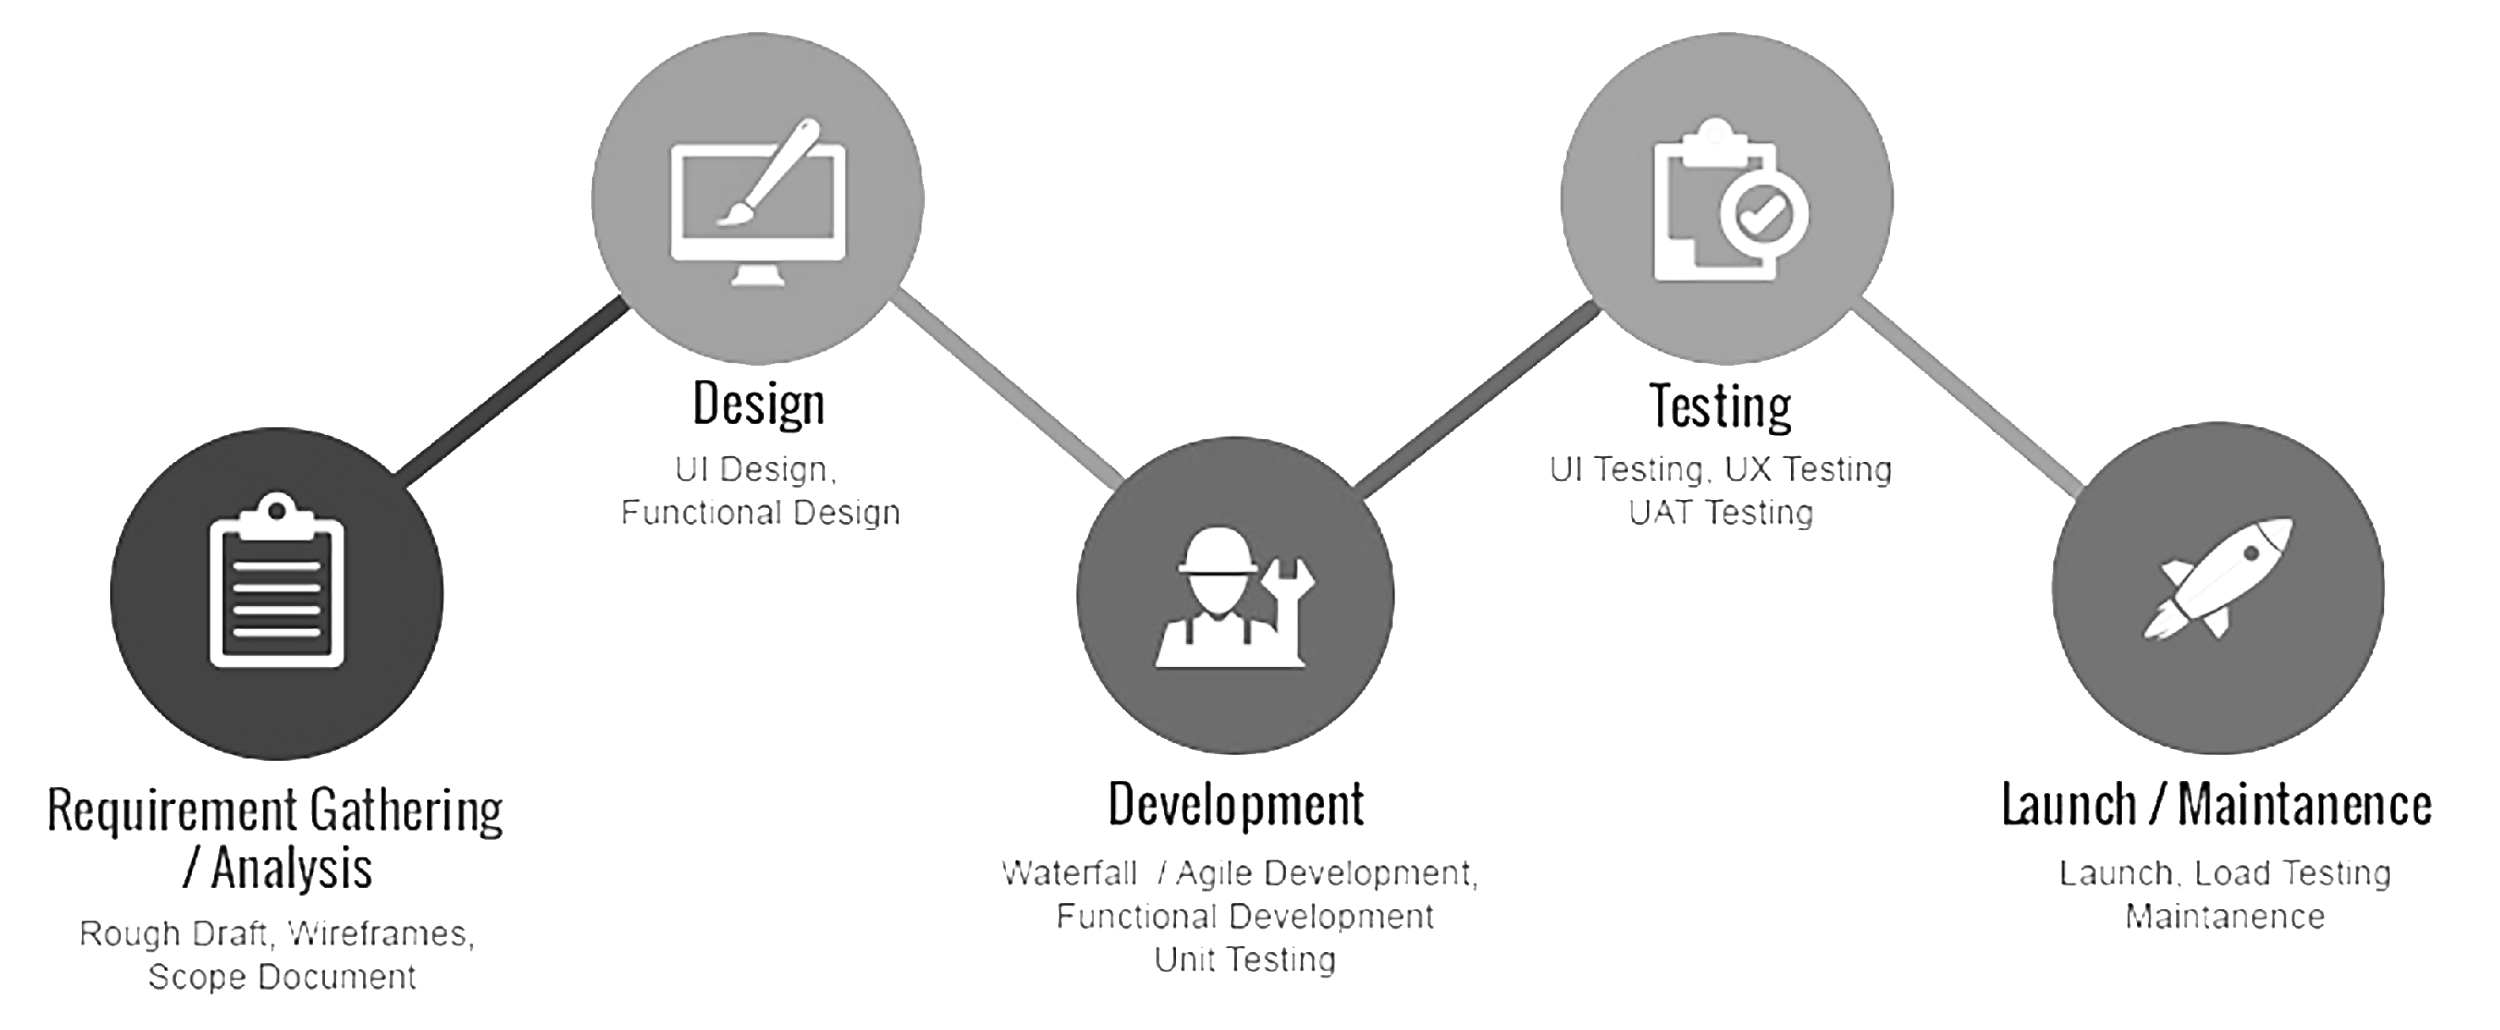 Requirement Gathering
/ Analysis
Rough Draft, Wireframes,
Scope Document
Design
UI Design,
Functional Design
Development
Waterfall / Agile Development,
Functional Development
Unit Testing
Testing
UI Testing, UX Testing
UAT Testing
Launch / Maintanence
Launch, Load Testing
Maintanence